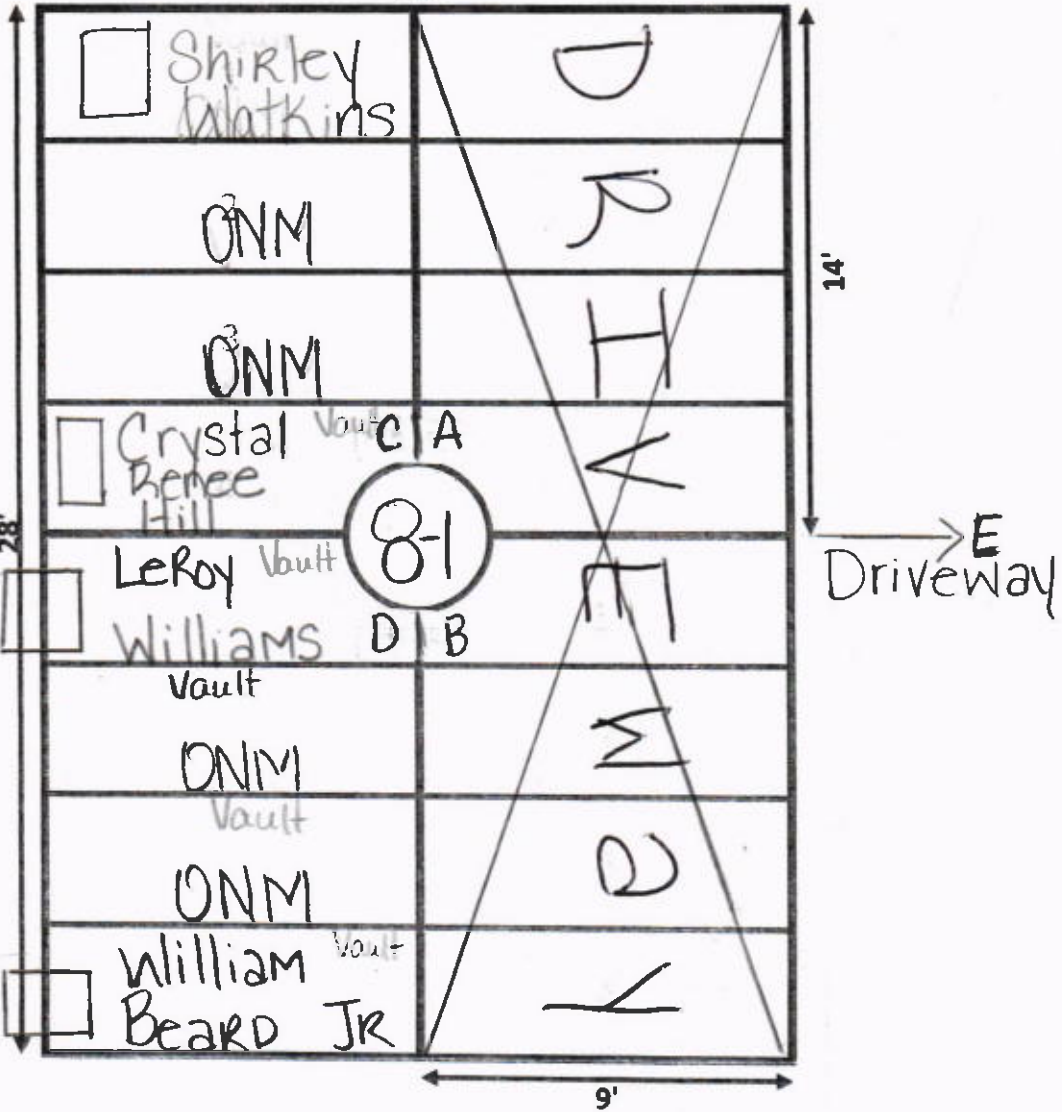 Shirley
Watkins
ONM
ONM
Crystal Vault
Renee
Hill
C A
8-1
D B
LeRoy Vault
Williams
Vault
ONM
Vault
ONM
William Vault
Beard JR
DRIVEWAY
28'
14'
E
Driveway
9'